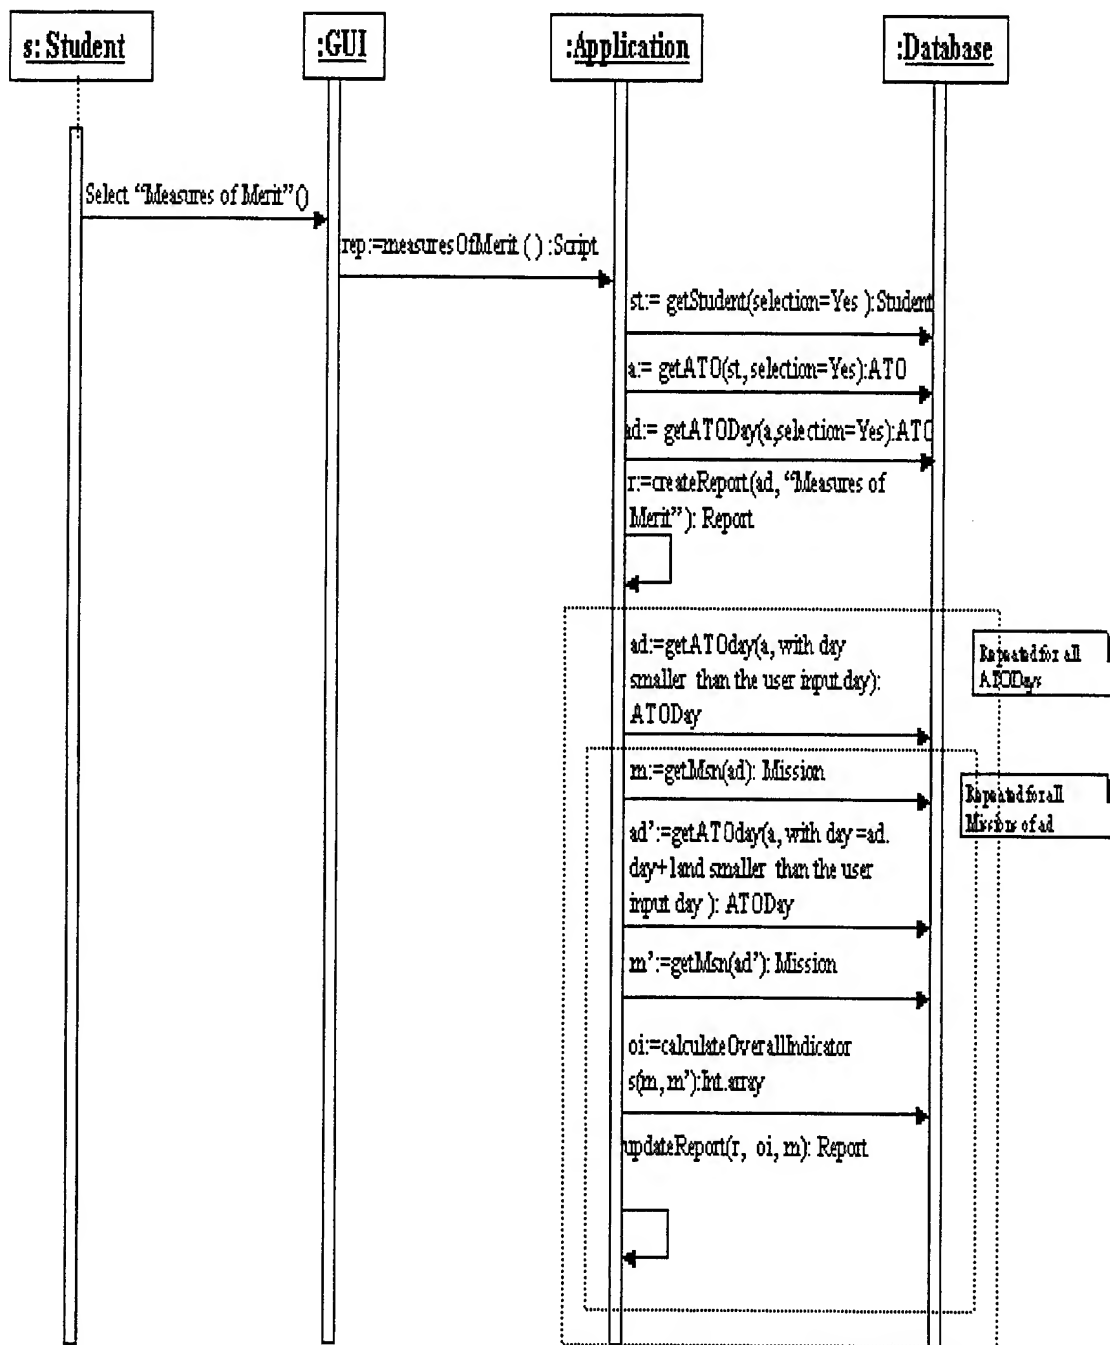 s: Student
:GUI
:Application
:Database
Select “Measures of Merit”()
rep:=measuresOfMerit ( ) :Script
st:= getStudent(selection=Yes ):Student
a:= getATO(st, selection=Yes):ATO
ad:= getATODay(a,selection=Yes):ATO
r:=createReport(ad, “Measures of
Merit” ): Report
ad:=getATOday(a, with day
smaller than the user input day):
ATODay
Repeated for all
ATODays
m:=getMsn(ad): Mission
Repeated for all
Missions of ad
ad’:=getATOday(a, with day =ad.
day+1and smaller than the user
input day ): ATODay
m’:=getMsn(ad’): Mission
oi:=calculateOverallIndicator
s(m, m’):Int.array
updateReport(r, oi, m): Report